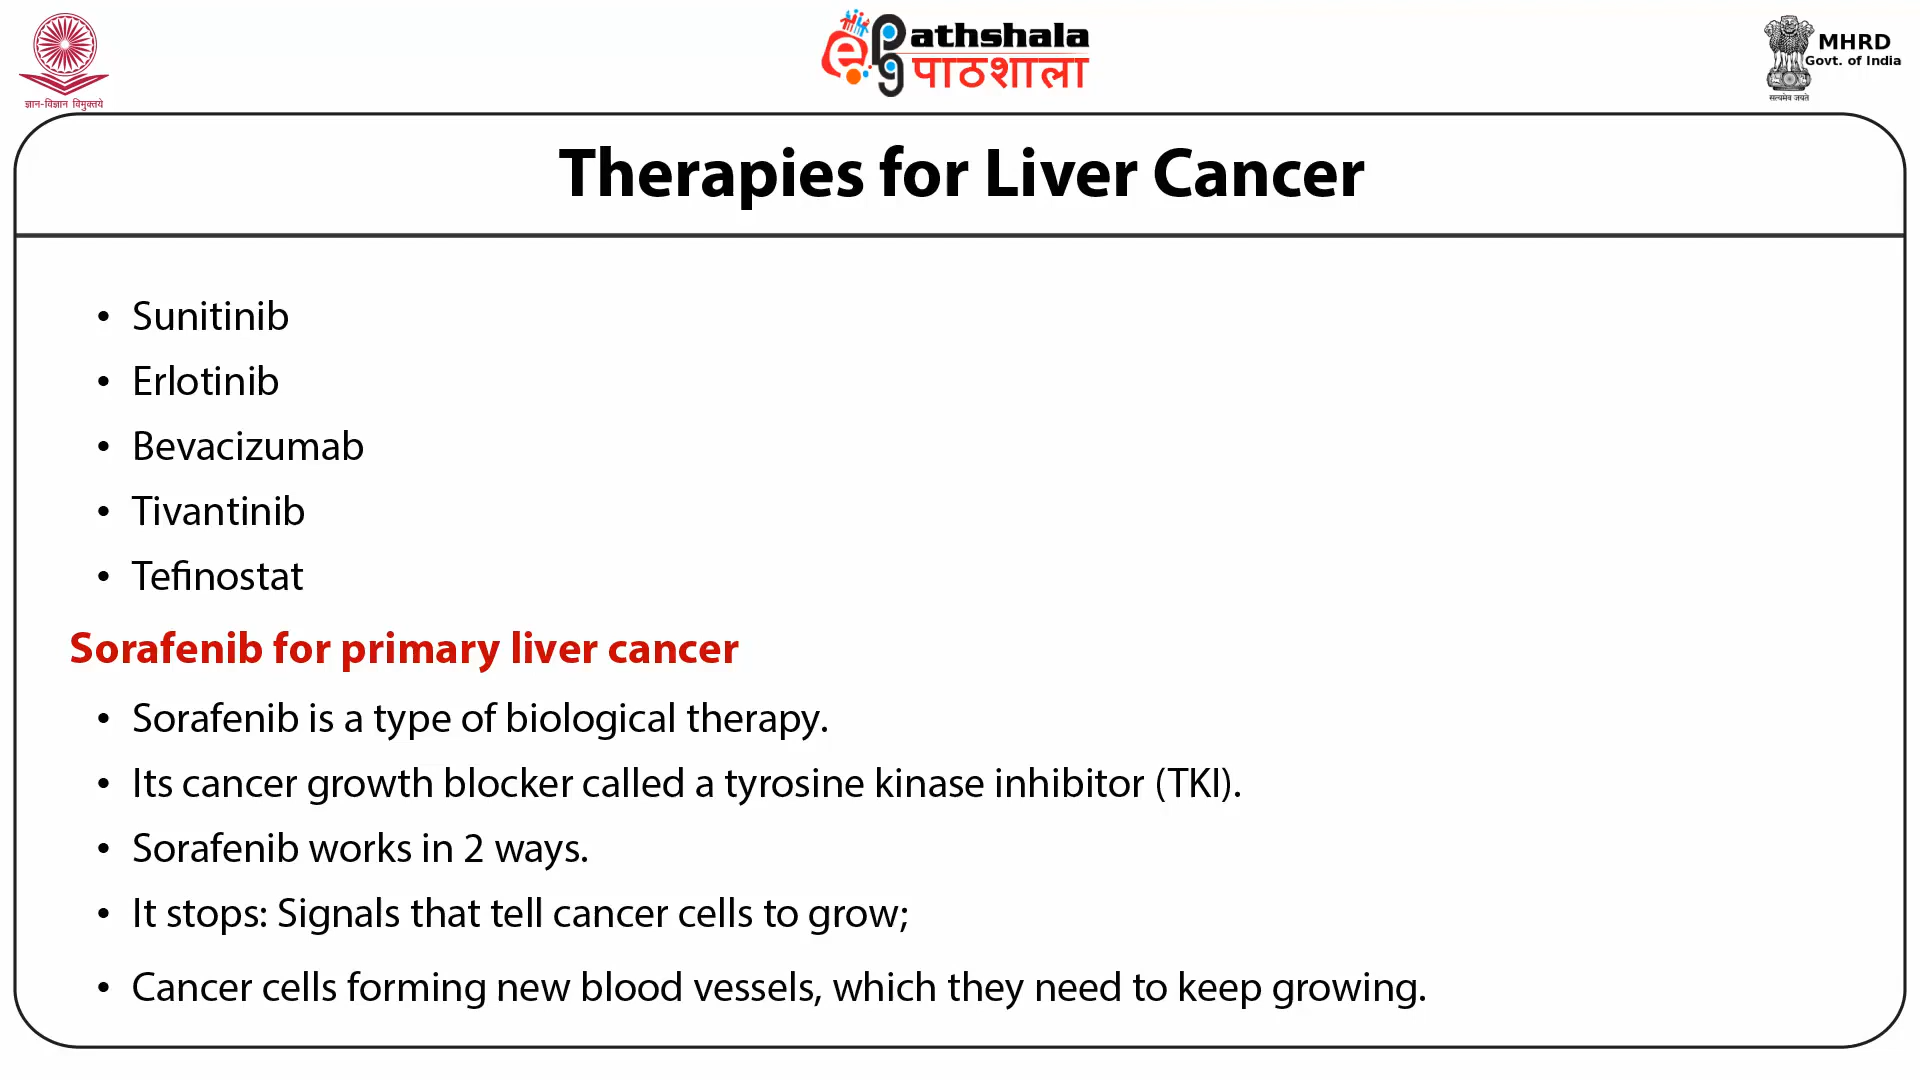 ज्ञान-विज्ञान विमुक्तये
ePathshala
पाठशाला
MHRD
Govt. of India
सत्यमेव जयते
Therapies for Liver Cancer
• Sunitinib
• Erlotinib
• Bevacizumab
• Tivantinib
• Tefinostat
Sorafenib for primary liver cancer
• Sorafenib is a type of biological therapy.
• Its cancer growth blocker called a tyrosine kinase inhibitor (TKI).
• Sorafenib works in 2 ways.
• It stops: Signals that tell cancer cells to grow;
• Cancer cells forming new blood vessels, which they need to keep growing.